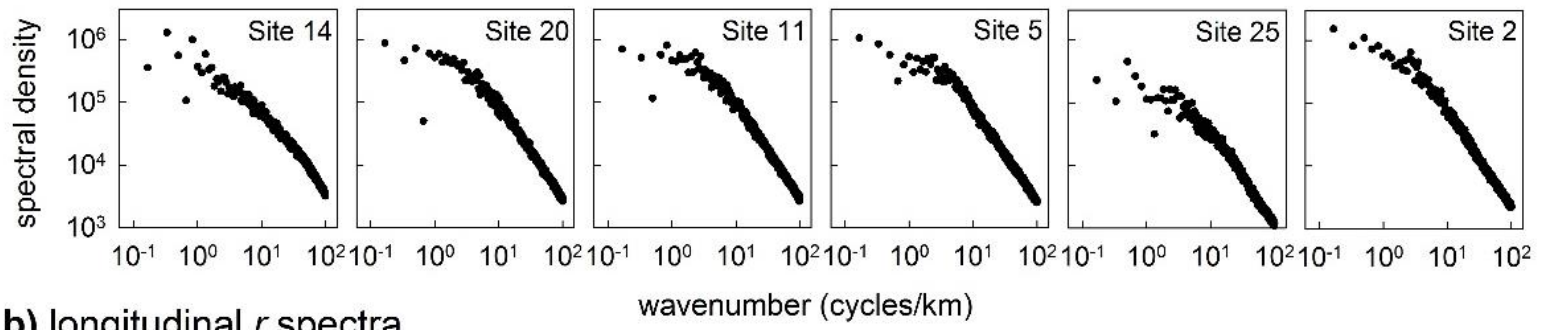 Site 14 Site 20 Site 11 Site 5 Site 25 Site 2
spectral density
10⁶
10⁵
10⁴
10³
10⁻¹ 10⁰ 10¹ 10² 10⁻¹ 10⁰ 10¹ 10² 10⁻¹ 10⁰ 10¹ 10² 10⁻¹ 10⁰ 10¹ 10² 10⁻¹ 10⁰ 10¹ 10² 10⁻¹ 10⁰ 10¹ 10²
wavenumber (cycles/km)
b) longitudinal r spectra